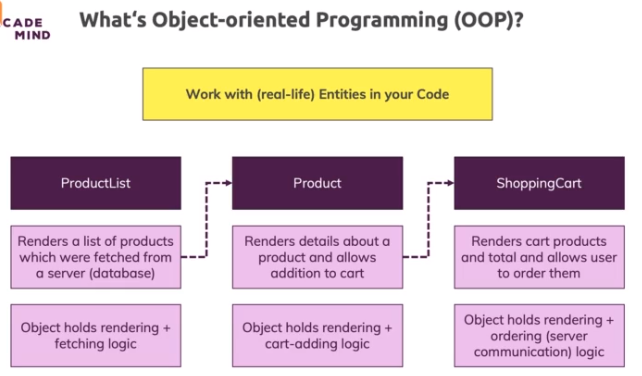 CADE
MIND
What's Object-oriented Programming (OOP)?
Work with (real-life) Entities in your Code
ProductList
Product
ShoppingCart
Renders a list of products
which were fetched from
a server (database)
Renders details about a
product and allows
addition to cart
Renders cart products
and total and allows user
to order them
Object holds rendering +
fetching logic
Object holds rendering +
cart-adding logic
Object holds rendering +
ordering (server
communication) logic